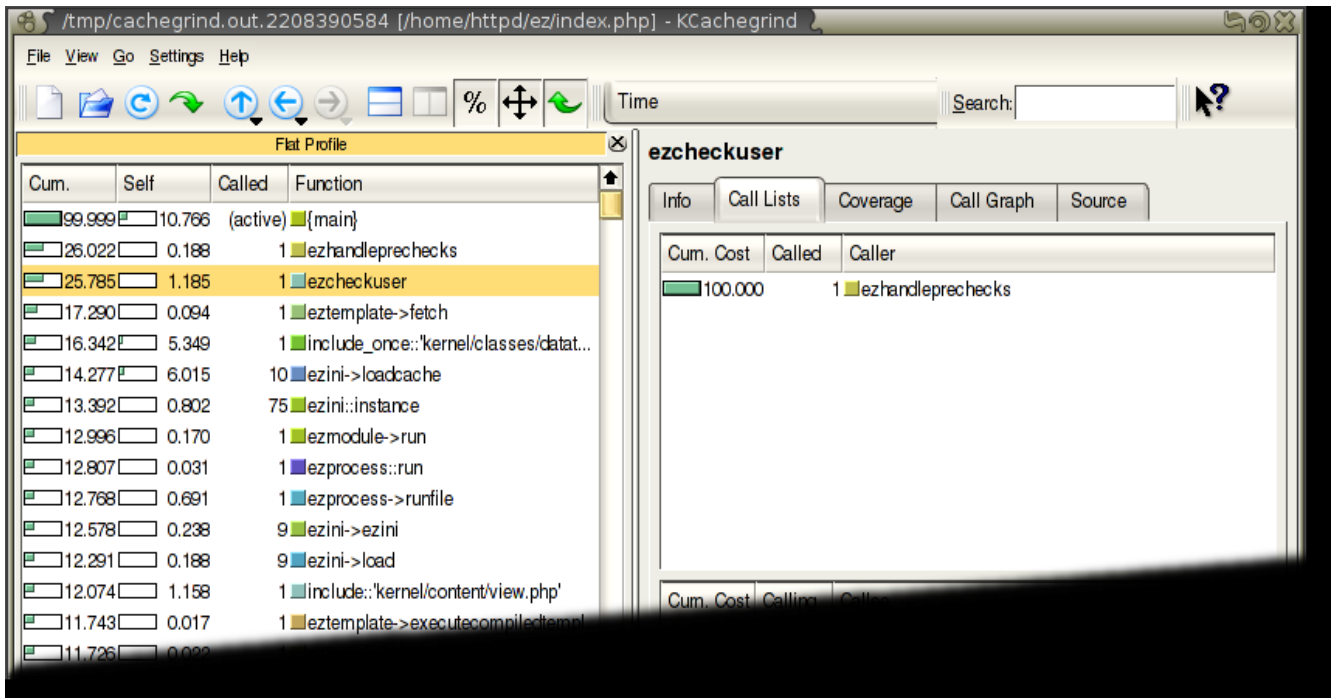 /tmp/cachegrind.out.2208390584 [/home/httpd/ez/index.php] - KCachegrind
File View Go Settings Help
% Time Search:
Flat Profile
Cum. Self Called Function
99.999 10.766 (active) {main}
26.022 0.188 1 ezhandleprechecks
25.785 1.185 1 ezcheckuser
17.290 0.094 1 eztemplate->fetch
16.342 5.349 1 include_once::'kernel/classes/datat...
14.277 6.015 10 ezini->loadcache
13.392 0.802 75 ezini::instance
12.996 0.170 1 ezmodule->run
12.807 0.031 1 ezprocess::run
12.768 0.691 1 ezprocess->runfile
12.578 0.238 9 ezini->ezini
12.291 0.188 9 ezini->load
12.074 1.158 1 include::'kernel/content/view.php'
11.743 0.017 1 eztemplate->executecompiledtempl...
11.726 0.022
ezcheckuser
Info Call Lists Coverage Call Graph Source
Cum. Cost Called Caller
100.000 1 ezhandleprechecks
Cum. Cost Calling Callee